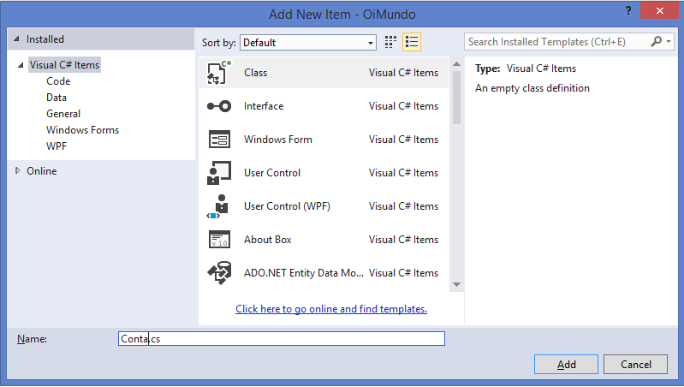 Add New Item - OiMundo
?
Installed
Sort by: Default
Search Installed Templates (Ctrl+E)
Visual C# Items
Code
Data
General
Windows Forms
WPF
Online
C#
Class Visual C# Items
Interface Visual C# Items
Windows Form Visual C# Items
User Control Visual C# Items
User Control (WPF) Visual C# Items
About Box Visual C# Items
ADO.NET Entity Data Mo... Visual C# Items
Click here to go online and find templates.
Type: Visual C# Items
An empty class definition
Name: Conta.cs
Add Cancel